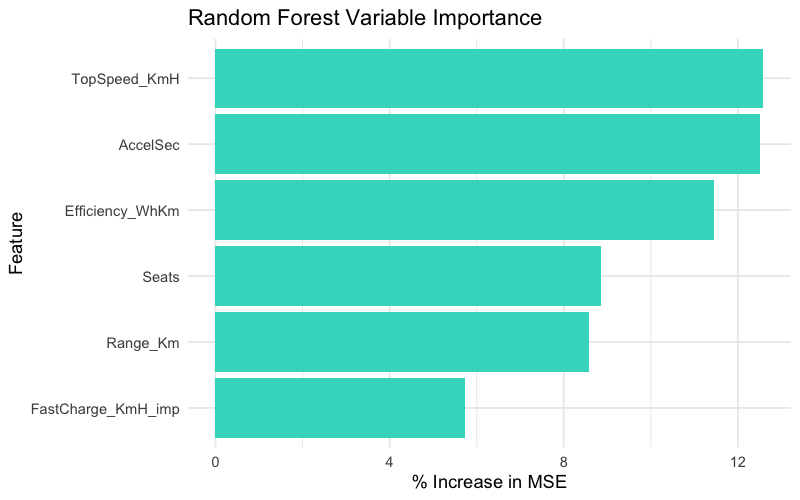 Random Forest Variable Importance
Feature
TopSpeed_KmH
AccelSec
Efficiency_WhKm
Seats
Range_Km
FastCharge_KmH_imp
0 4 8 12
% Increase in MSE